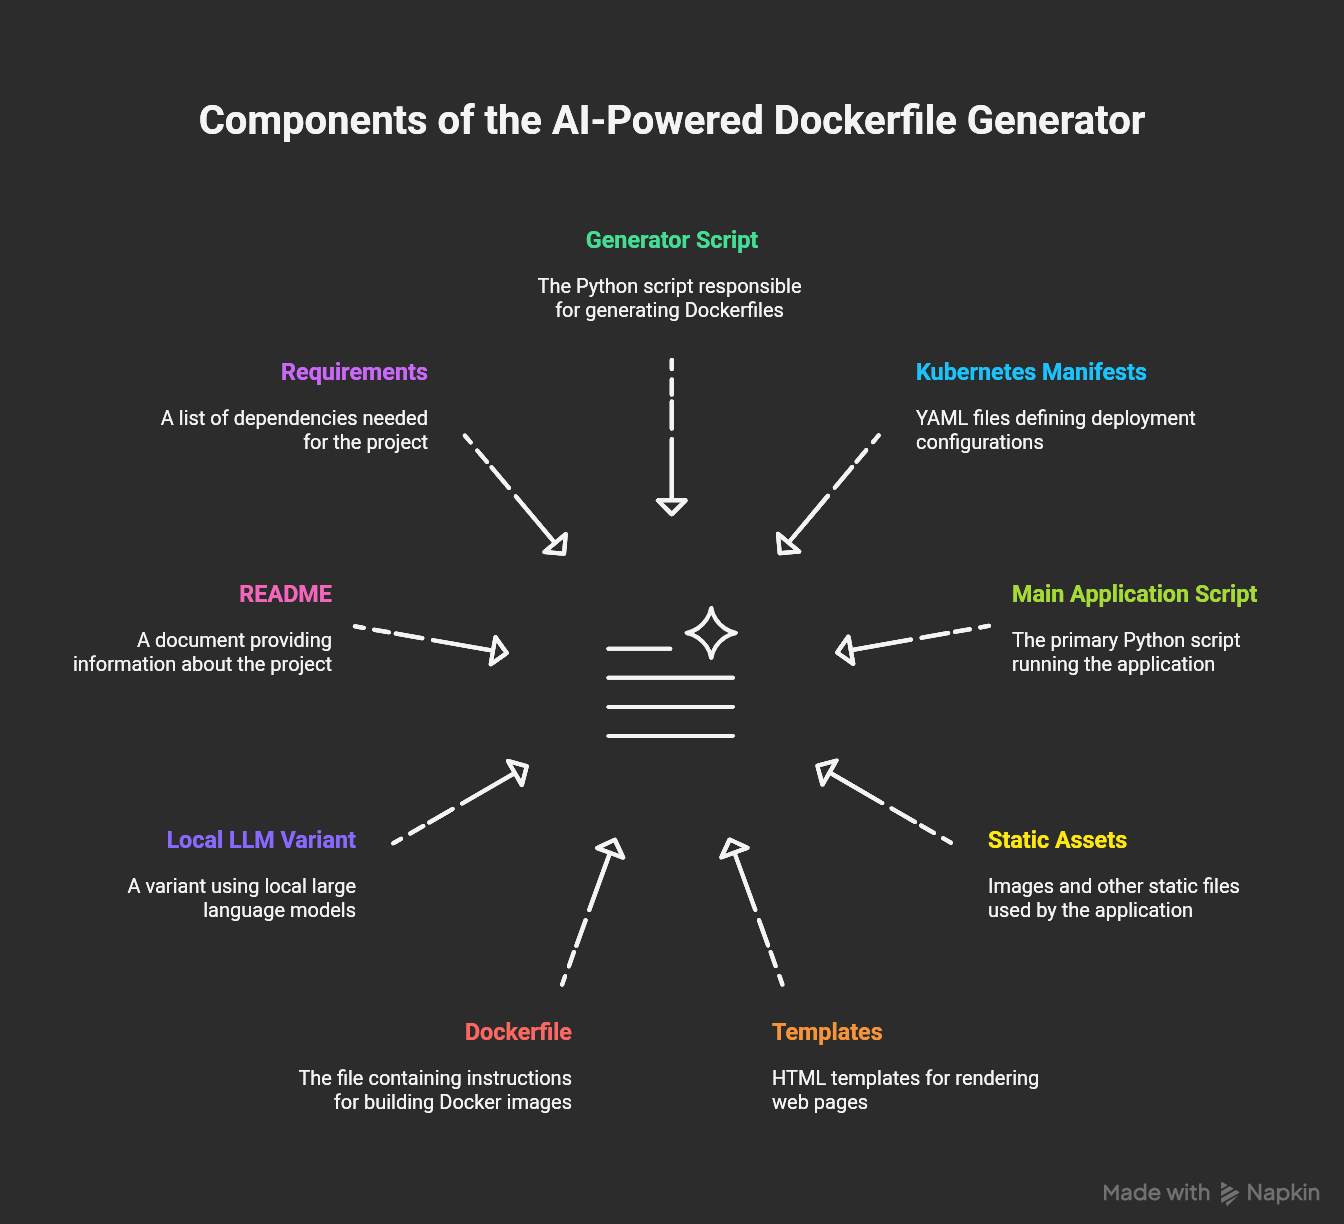 Components of the AI-Powered Dockerfile Generator
Generator Script
The Python script responsible
for generating Dockerfiles
Requirements
A list of dependencies needed
for the project
Kubernetes Manifests
YAML files defining deployment
configurations
README
A document providing
information about the project
Main Application Script
The primary Python script
running the application
Local LLM Variant
A variant using local large
language models
Static Assets
Images and other static files
used by the application
Dockerfile
The file containing instructions
for building Docker images
Templates
HTML templates for rendering
web pages
Made with Napkin